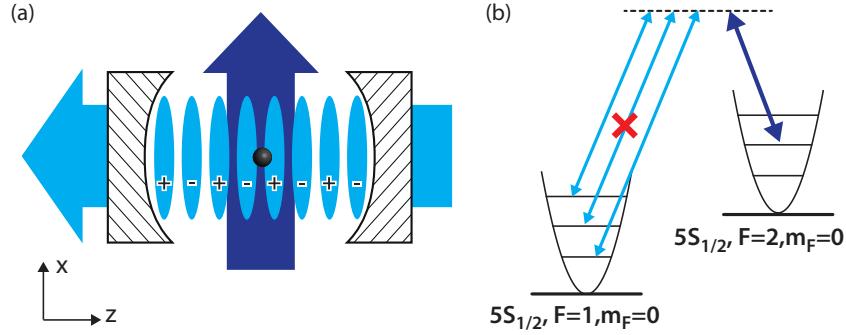 (a)
+ - + - + - + -
x
z
(b)
5S1/2, F=1,mF=0
5S1/2, F=2,mF=0